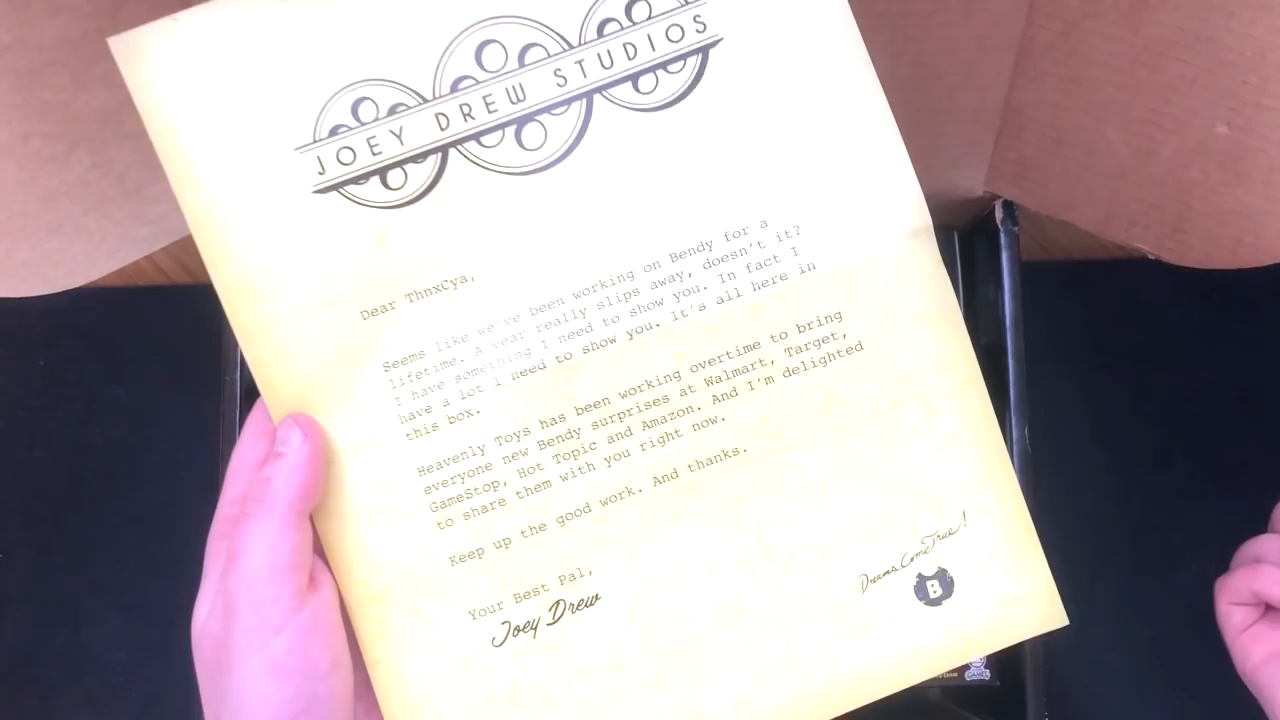 JOEY DREW STUDIOS
Dear ThnxCya,
Seems like we've been working on Bendy for a
lifetime. A year really slips away, doesn't it?
I have something I need to show you. In fact I
have a lot I need to show you. It's all here in
this box.
Heavenly Toys has been working overtime to bring
everyone new Bendy surprises at Walmart, Target,
GameStop, Hot Topic and Amazon. And I'm delighted
to share them with you right now.
Keep up the good work. And thanks.
Your Best Pal,
Joey Drew
Dreams Come True!
B